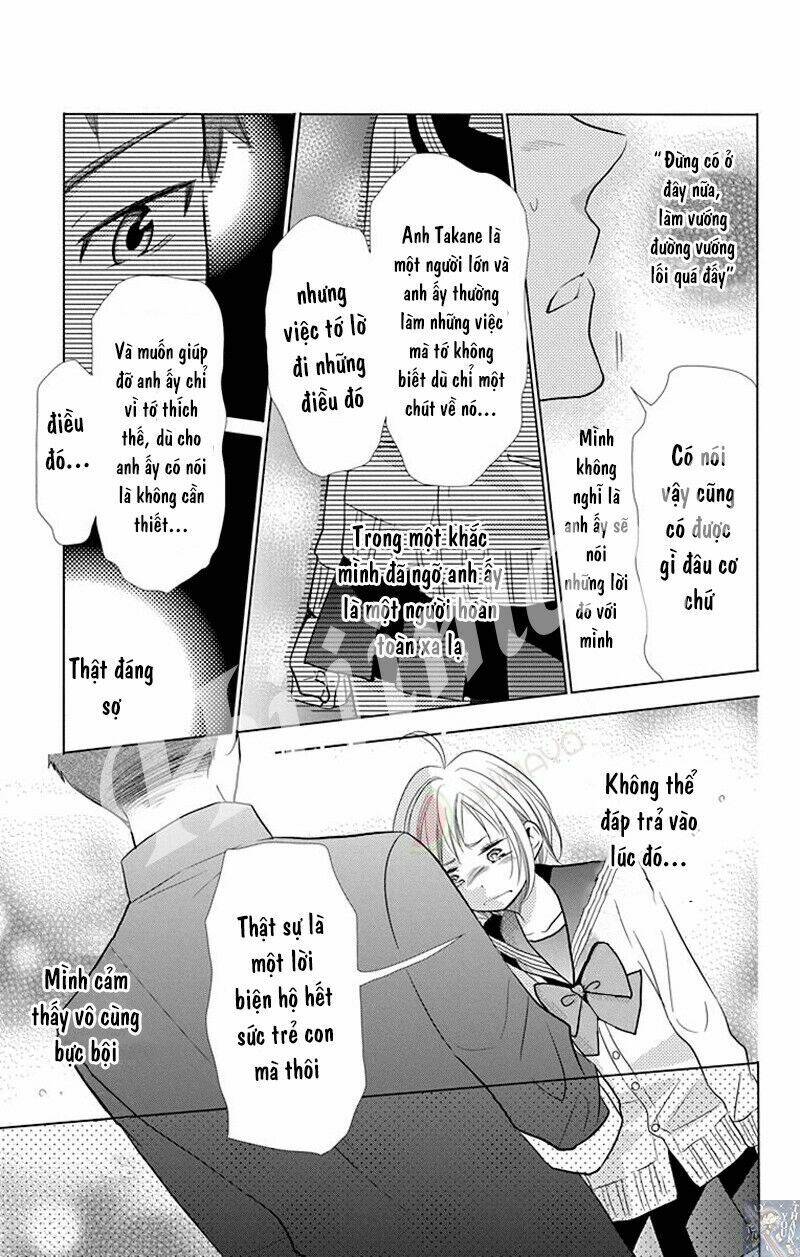 “Đừng có ở
đây nữa,
làm vướng
đường vướng
lối quá đấy”
Có nói
vậy cũng
có được
gì đâu cơ
chứ
Mình
không
nghĩ là
anh ấy sẽ
nói
những lời
đó với
mình
Anh Takane là
một người lớn và
anh ấy thường
làm những việc
mà tớ không
biết dù chỉ một
chút về nó...
nhưng
việc tớ lờ
đi những
điều đó
Trong một khắc
mình đã ngỡ anh ấy
là một người hoàn
toàn xa lạ
Và muốn giúp
đỡ anh ấy chỉ
vì tớ thích
thế, dù cho
anh ấy có nói
là không cần
thiết...
điều
đó...
Thật đáng
sợ
Không thể
đáp trả vào
lúc đó...
Thật sự là
một lời
biện hộ hết
sức trẻ con
mà thôi
Mình cảm
thấy vô cùng
bực bội